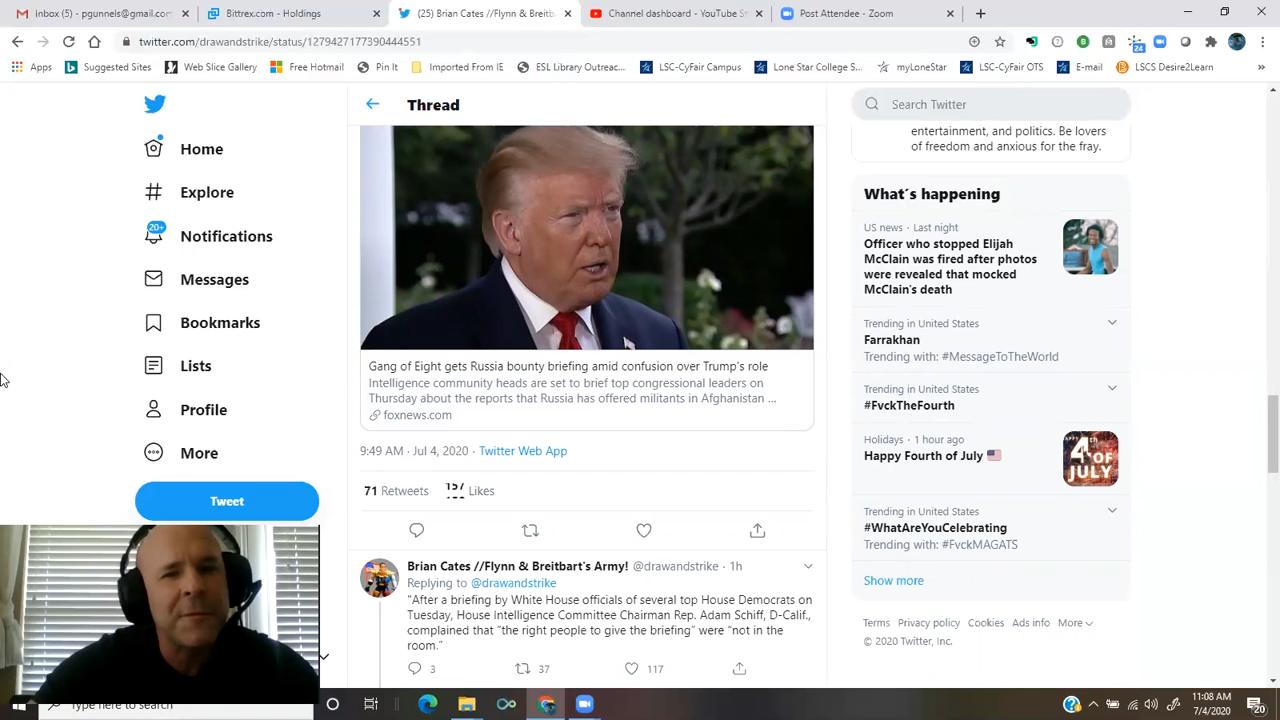 Inbox (5) - prunnels@gmail.com
Fiddler - Holdings
(25) Brian Cates //Flynn & Breitb
Channel dashboard - YouTube St
Post Attendee - Zoom
twitter.com/drawandstrike/status/1279427177390444551
24
Apps
Suggested Sites
Web Slice Gallery
Free Hotmail
Pin It
Imported From IE
ESL Library Outreac...
LSC-CyFair Campus
Lone Star College S...
myLoneStar
LSC-CyFair OTS
E-mail
LSCS Desire2Learn
»
Home
Explore
20+
Notifications
Messages
Bookmarks
Lists
Profile
More
Tweet
Thread
Gang of Eight gets Russia bounty briefing amid confusion over Trump's role
Intelligence community heads are set to brief top congressional leaders on
Thursday about the reports that Russia has offered militants in Afghanistan ...
foxnews.com
9:49 AM · Jul 4, 2020 · Twitter Web App
71 Retweets 157 Likes
Brian Cates //Flynn & Breitbart's Army! @drawandstrike · 1h
Replying to @drawandstrike
"After a briefing by White House officials of several top House Democrats on
Tuesday, House Intelligence Committee Chairman Rep. Adam Schiff, D-Calif.,
complained that “the right people to give the briefing” were “not in the
room.”
3 37 117
Search Twitter
entertainment, and politics. Be lovers
of freedom and anxious for the fray.
What's happening
US news · Last night
Officer who stopped Elijah
McClain was fired after photos
were revealed that mocked
McClain's death
Trending in United States
Farrakhan
Trending with: #MessageToTheWorld
Trending in United States
#FvckTheFourth
Holidays · 1 hour ago
Happy Fourth of July
HAPPY
4TH
OF
JULY
Trending in United States
#WhatAreYouCelebrating
Trending with: #FvckMAGATS
Show more
Terms Privacy policy Cookies Ads info More
© 2020 Twitter, Inc.
Type here to search
11:08 AM
7/4/2020
20